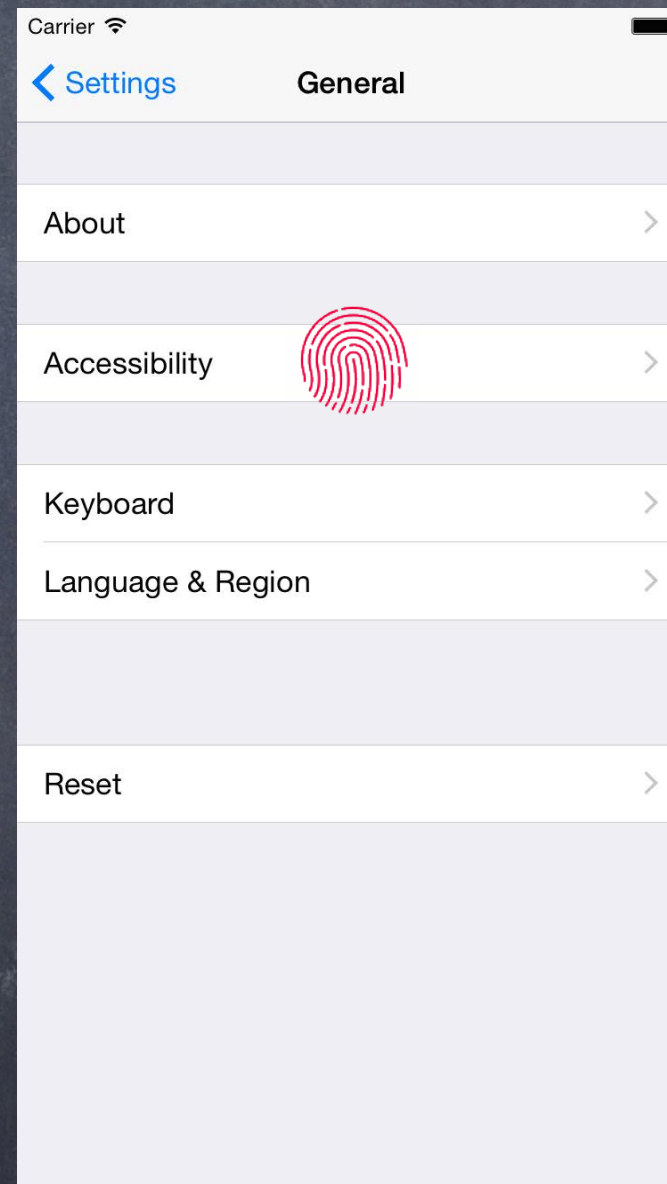 Carrier
Settings General
About
Accessibility
Keyboard
Language & Region
Reset